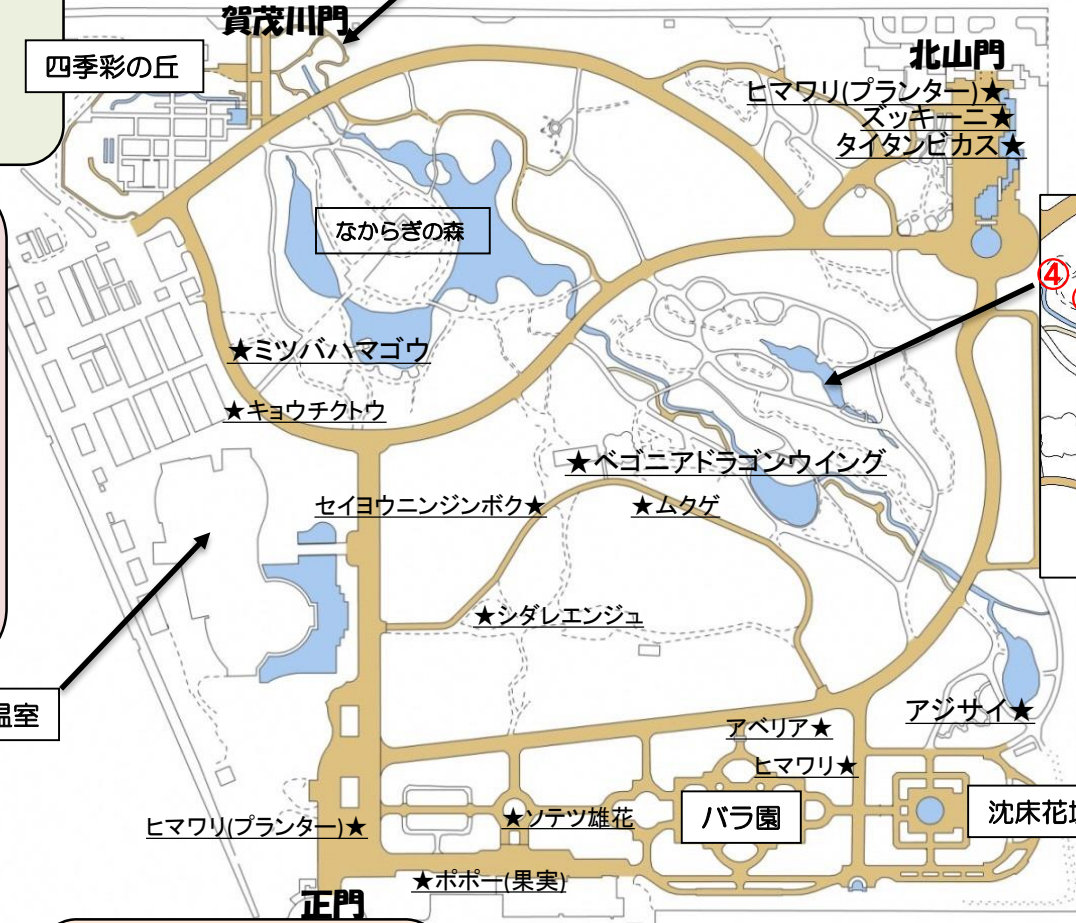 賀茂川門
四季彩の丘
北山門
ヒマワリ(プランター)★
ズッキーニ★
タイタンビカス★
なからぎの森
④
★ミツバハマゴウ
★キョウチクトウ
★ベゴニアドラゴンウイング
セイヨウニンジンボク★
★ムクゲ
★シダレエンジュ
温室
アジサイ★
アベリア★
ヒマワリ★
バラ園
沈床花壇
ヒマワリ(プランター)★
★ソテツ雄花
★ポポー(果実)
正門